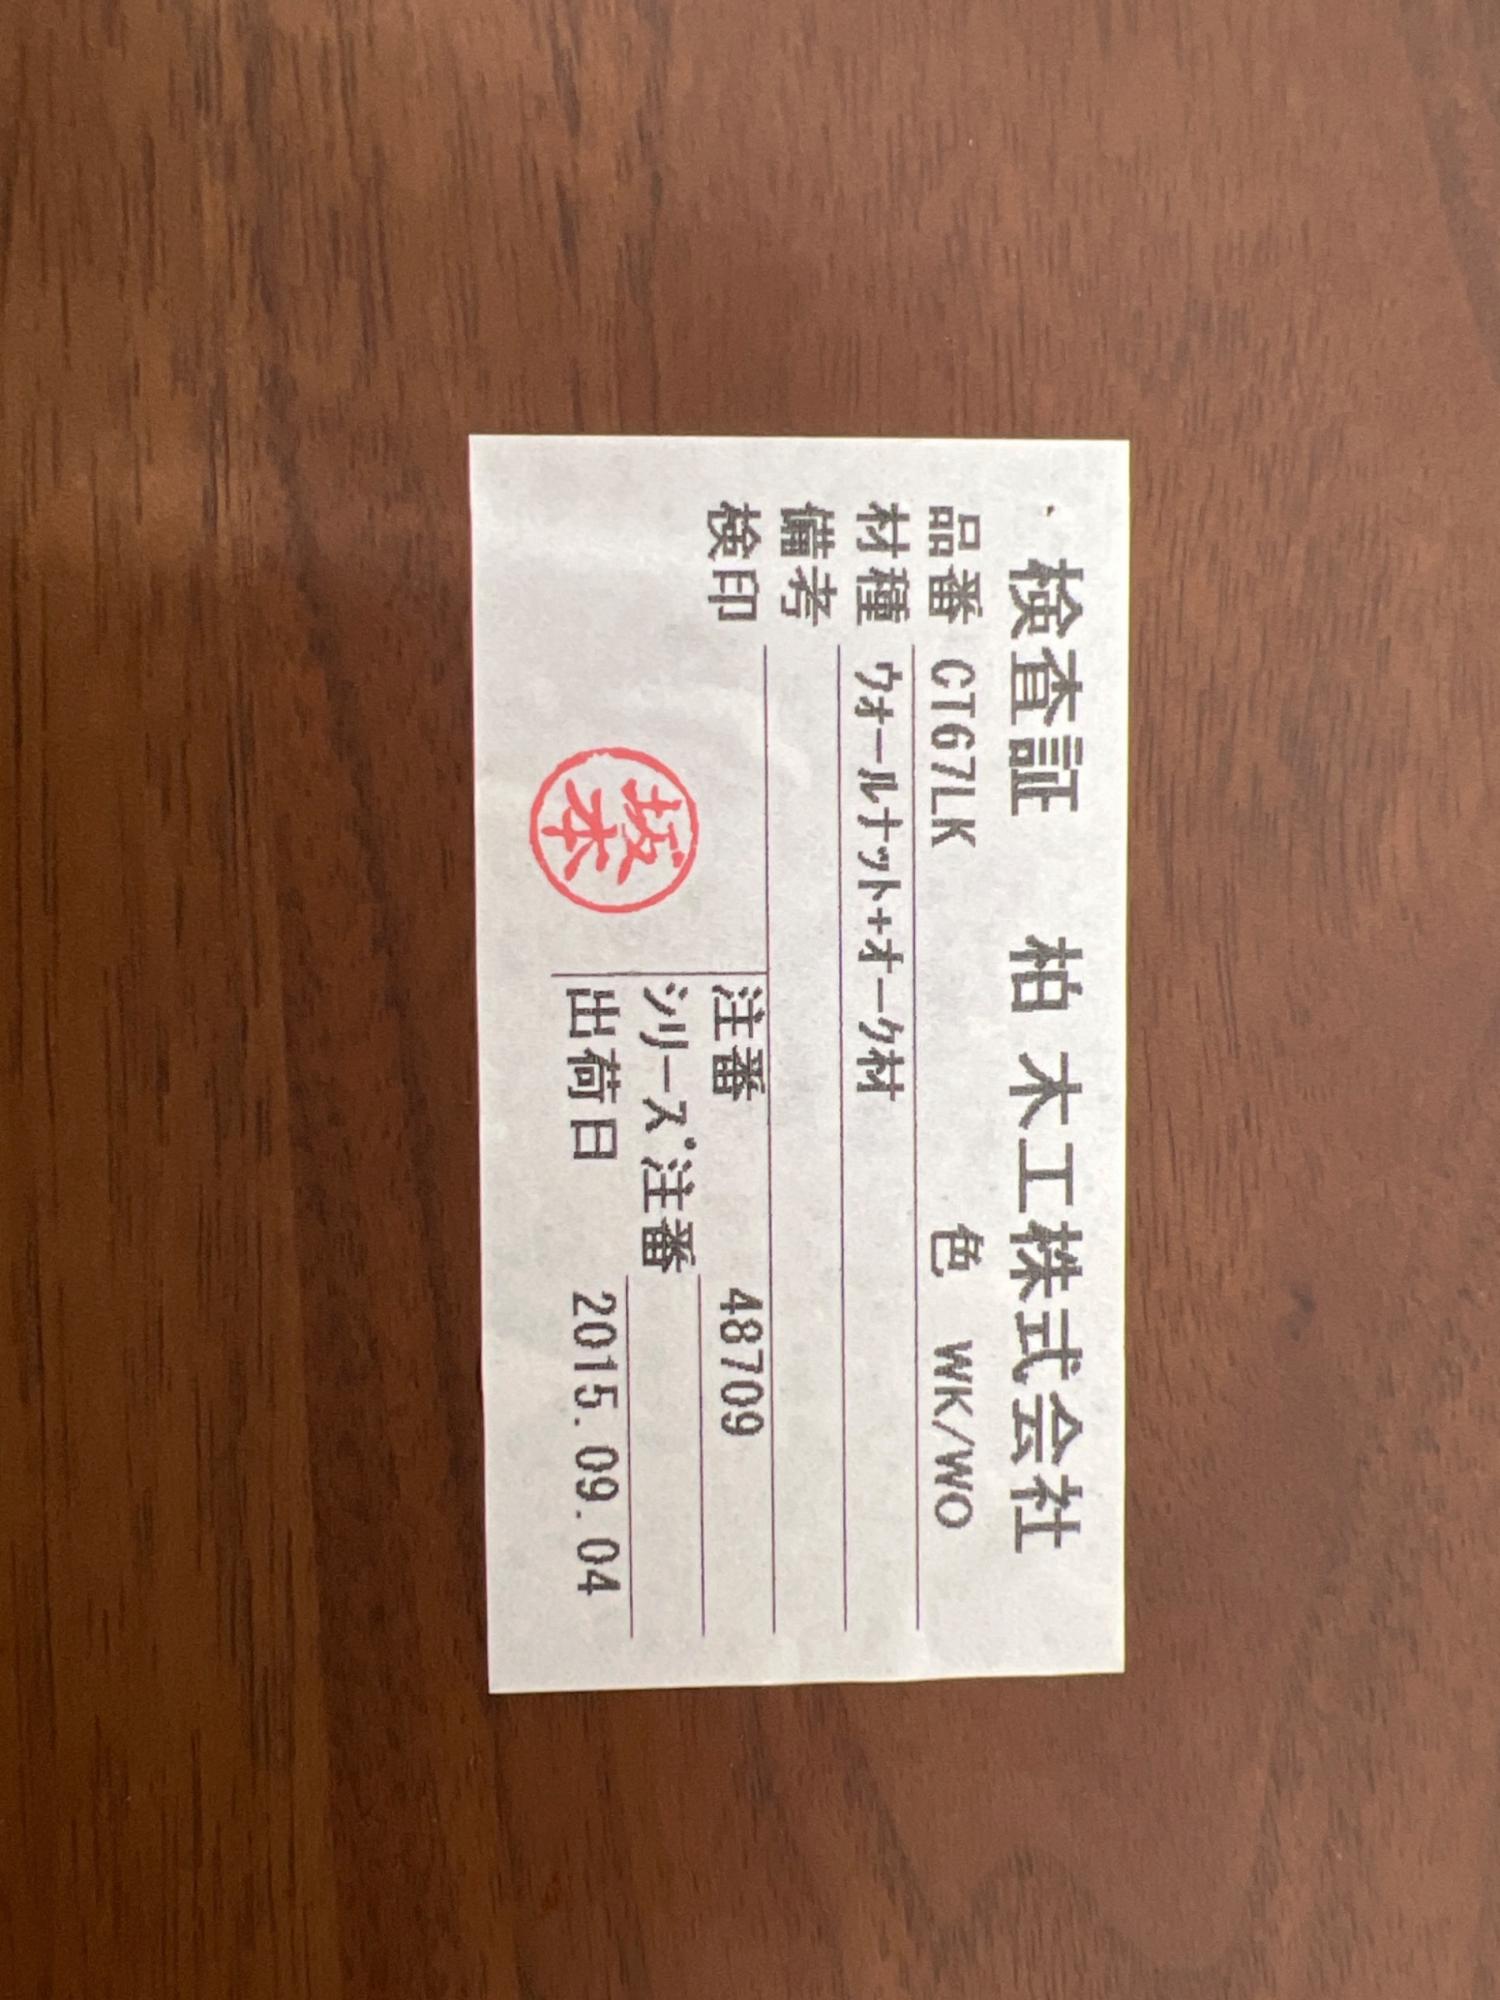 検査証 柏木工株式会社
品番 CT67LK 色 WK/WO
材種 ウォールナット+オーク材
備考
検印 坂本 注番 48709
シリーズ注番
出荷日 2015.09.04